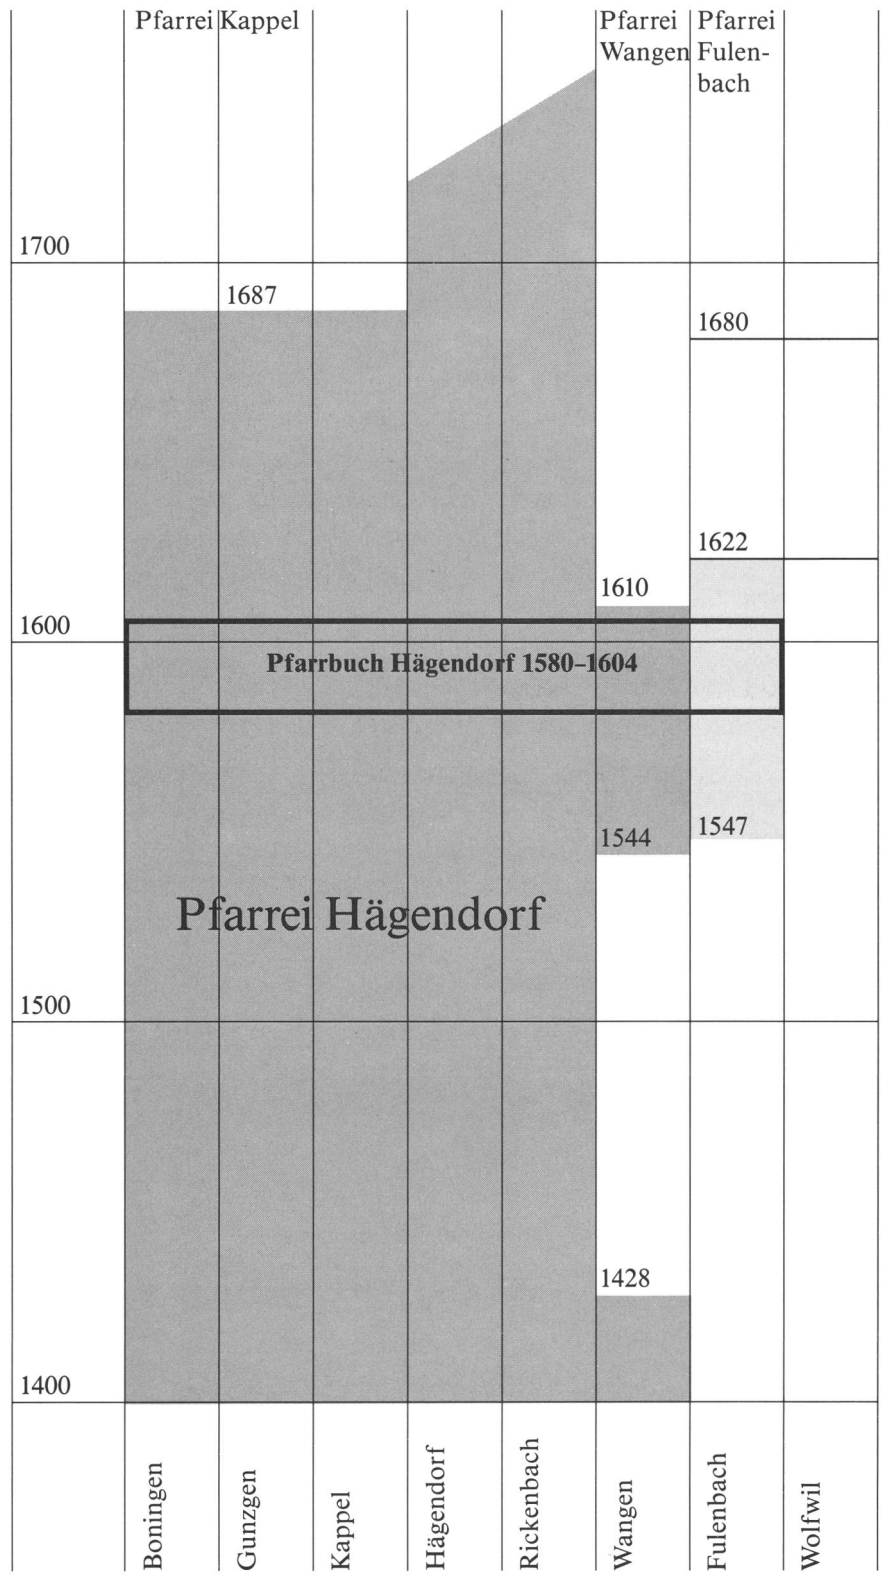 Pfarrei Kappel
Pfarrei
Wangen
Pfarrei
Fulen-
bach
1700
1687
1680
1622
1610
1600
Pfarrbuch Hägendorf 1580–1604
1544
1547
Pfarrei Hägendorf
1500
1428
1400
Boningen
Gunzgen
Kappel
Hägendorf
Rickenbach
Wangen
Fulenbach
Wolfwil